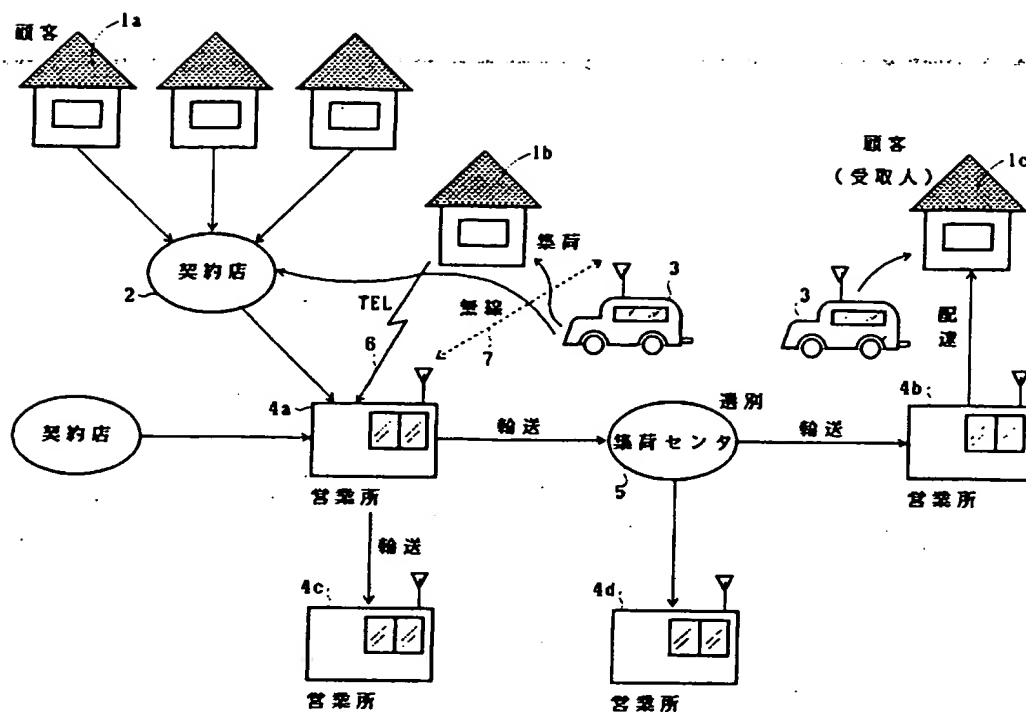 顧客
1a
1b
顧客
(受取人)
1c
契約店
2
集荷
TEL
無線
3
3
配達
6
7
4a
選別
4b
契約店
輸送
集荷センタ
輸送
5
営業所
営業所
輸送
4c
4d
営業所
営業所